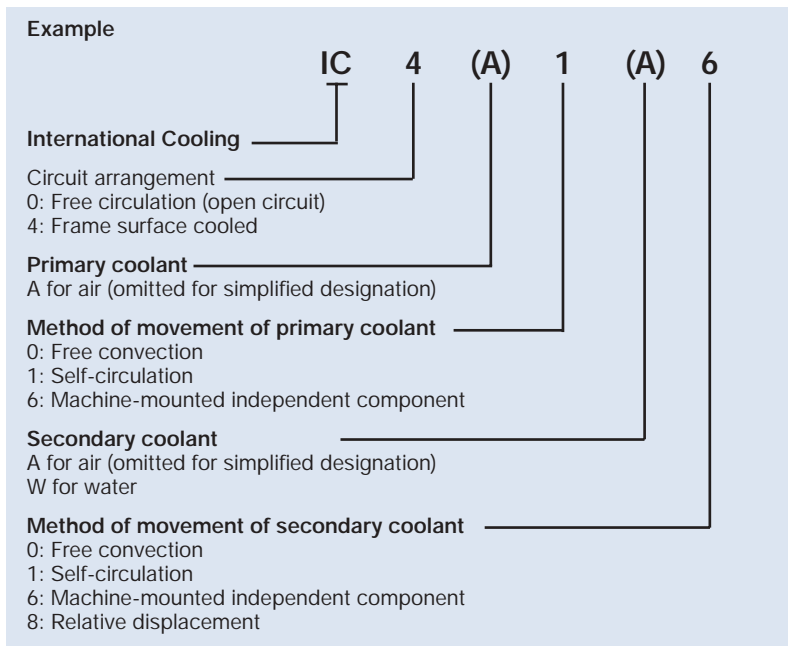 Example
IC 4 (A) 1 (A) 6
International Cooling
Circuit arrangement
0: Free circulation (open circuit)
4: Frame surface cooled
Primary coolant
A for air (omitted for simplified designation)
Method of movement of primary coolant
0: Free convection
1: Self-circulation
6: Machine-mounted independent component
Secondary coolant
A for air (omitted for simplified designation)
W for water
Method of movement of secondary coolant
0: Free convection
1: Self-circulation
6: Machine-mounted independent component
8: Relative displacement